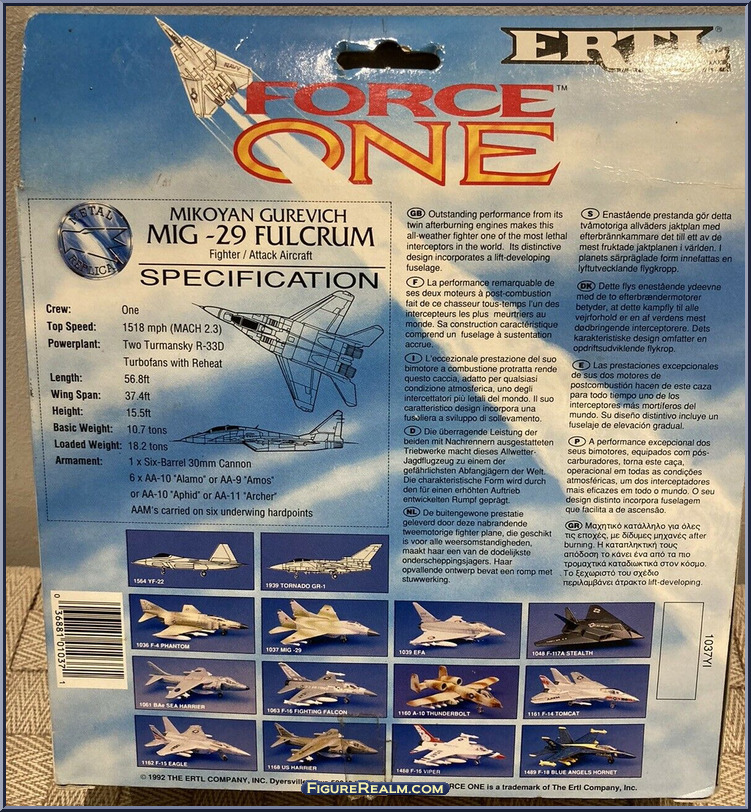 ERTL®
FORCE™
ONE
METAL
REPLICA
MIKOYAN GUREVICH
MIG -29 FULCRUM
Fighter / Attack Aircraft
SPECIFICATION
Crew: One
Top Speed: 1518 mph (MACH 2.3)
Powerplant: Two Turmansky R-33D
Turbofans with Reheat
Length: 56.8ft
Wing Span: 37.4ft
Height: 15.5ft
Basic Weight: 10.7 tons
Loaded Weight: 18.2 tons
Armament: 1 x Six-Barrel 30mm Cannon
6 x AA-10 "Alamo" or AA-9 "Amos"
or AA-10 "Aphid" or AA-11 "Archer"
AAM's carried on six underwing hardpoints
GB Outstanding performance from its
twin afterburning engines makes this
all-weather fighter one of the most lethal
interceptors in the world. Its distinctive
design incorporates a lift-developing
fuselage.
F La performance remarquable de
ses deux moteurs à post-combustion
fait de ce chasseur tous-temps l'un des
intercepteurs les plus meurtriers au
monde. Sa construction caractéristique
comprend un fuselage à sustentation
accrue.
I L'eccezionale prestazione del suo
bimotore a combustione protratta rende
questo caccia, adatto per qualsiasi
condizione atmosferica, uno degli
intercettatori più letali del mondo. Il suo
caratteristico design incorpora una
fusoliera a sviluppo di sollevamento.
D Die überragende Leistung der
beiden mit Nachrennern ausgestatteten
Triebwerke macht dieses Allwetter-
Jagdflugzeug zu einem der
gefährlichsten Abfangjägern der Welt.
Die charakteristische Form wird durch
den für einen erhöhten Auftrieb
entwickelten Rumpf geprägt.
NL De buitengewone prestatie
geleverd door deze nabrandende
tweemotorige fighter plane, die geschikt
is voor alle weersomstandigheden,
maakt haar een van de dodelijkste
onderscheppingsjagers. Haar
opvallende ontwerp bevat een romp met
stuwwerking.
S Enastående prestanda gör detta
tvåmotoriga allväders jaktplan med
efterbrännkammare det till ett av de
mest fruktade jaktplanen i världen. I
planets särpräglade form innefattas en
lyftutvecklande flygkropp.
DK Dette flys enestående ydeevne
med de to efterbrændermotorer
betyder, at dette kampfly til alle
vejrforhold er en af verdens mest
dødbringende interceptorere. Dets
karakteristiske design omfatter en
opdriftsudviklende flykrop.
E Las prestaciones excepcionales
de sus dos motores de
postcombustión hacen de este caza
para todo tiempo uno de los
interceptores más mortíferos del
mundo. Su diseño distintivo incluye un
fuselaje de elevación gradual.
P A performance excepcional dos
seus bimotores, equipados com pós-
carburadores, torna este caça,
operacional em todas as condições
atmosféricas, um dos interceptadores
mais eficazes em todo o mundo. O seu
design distinto incorpora fuselagem
que facilita a de ascensão.
GR Μαχητικό κατάλληλο για όλες
τις εποχές, με δίδυμες μηχανές after
burning. Η καταπληκτική τους
απόδοση το κάνει ένα από τα πιο
τρομαχτικά καταδιωκτικά στον κόσμο.
Το ξεχωριστό του σχέδιο
περιλαμβάνει άτρακτο lift-developing.
1564 YF-22
1939 TORNADO GR-1
1036 F-4 PHANTOM
1037 MIG -29
1039 EFA
1048 F-117A STEALTH
1061 BAe SEA HARRIER
1063 F-16 FIGHTING FALCON
1160 A-10 THUNDERBOLT
1161 F-14 TOMCAT
1162 F-15 EAGLE
1168 US HARRIER
1488 F-16 VIPER
1489 F-18 BLUE ANGELS HORNET
0 36881 01037 1
1037YI
© 1992 THE ERTL COMPANY, INC. Dyersville,
FORCE ONE is a trademark of The Ertl Company, Inc.
FIGUREREALM.COM